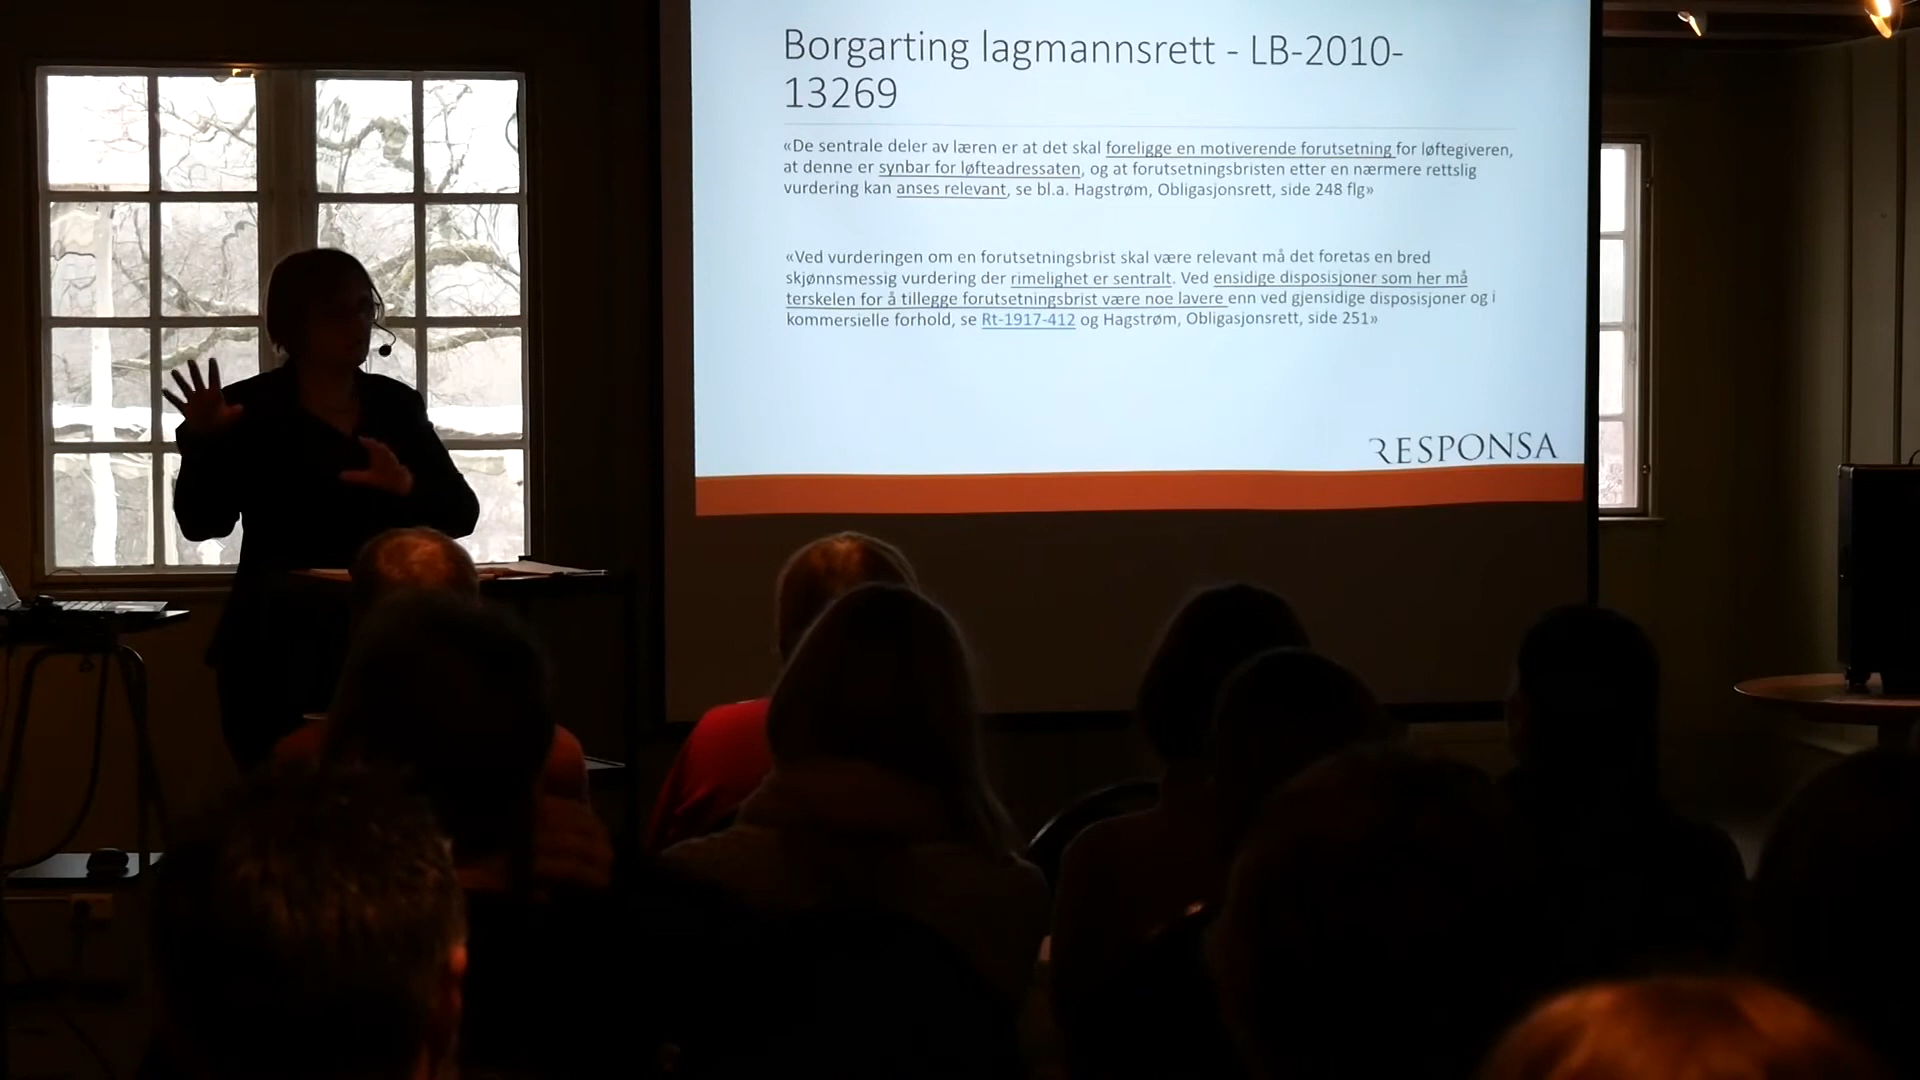 Borgarting lagmannsrett - LB-2010-
13269
«De sentrale deler av læren er at det skal foreligge en motiverende forutsetning for løftegiveren,
at denne er synbar for løfteadressaten, og at forutsetningsbristen etter en nærmere rettslig
vurdering kan anses relevant, se bl.a. Hagstrøm, Obligasjonsrett, side 248 flg»
«Ved vurderingen om en forutsetningsbrist skal være relevant må det foretas en bred
skjønnsmessig vurdering der rimelighet er sentralt. Ved ensidige disposisjoner som her må
terskelen for å tillegge forutsetningsbrist være noe lavere enn ved gjensidige disposisjoner og i
kommersielle forhold, se Rt-1917-412 og Hagstrøm, Obligasjonsrett, side 251»
RESPONSA